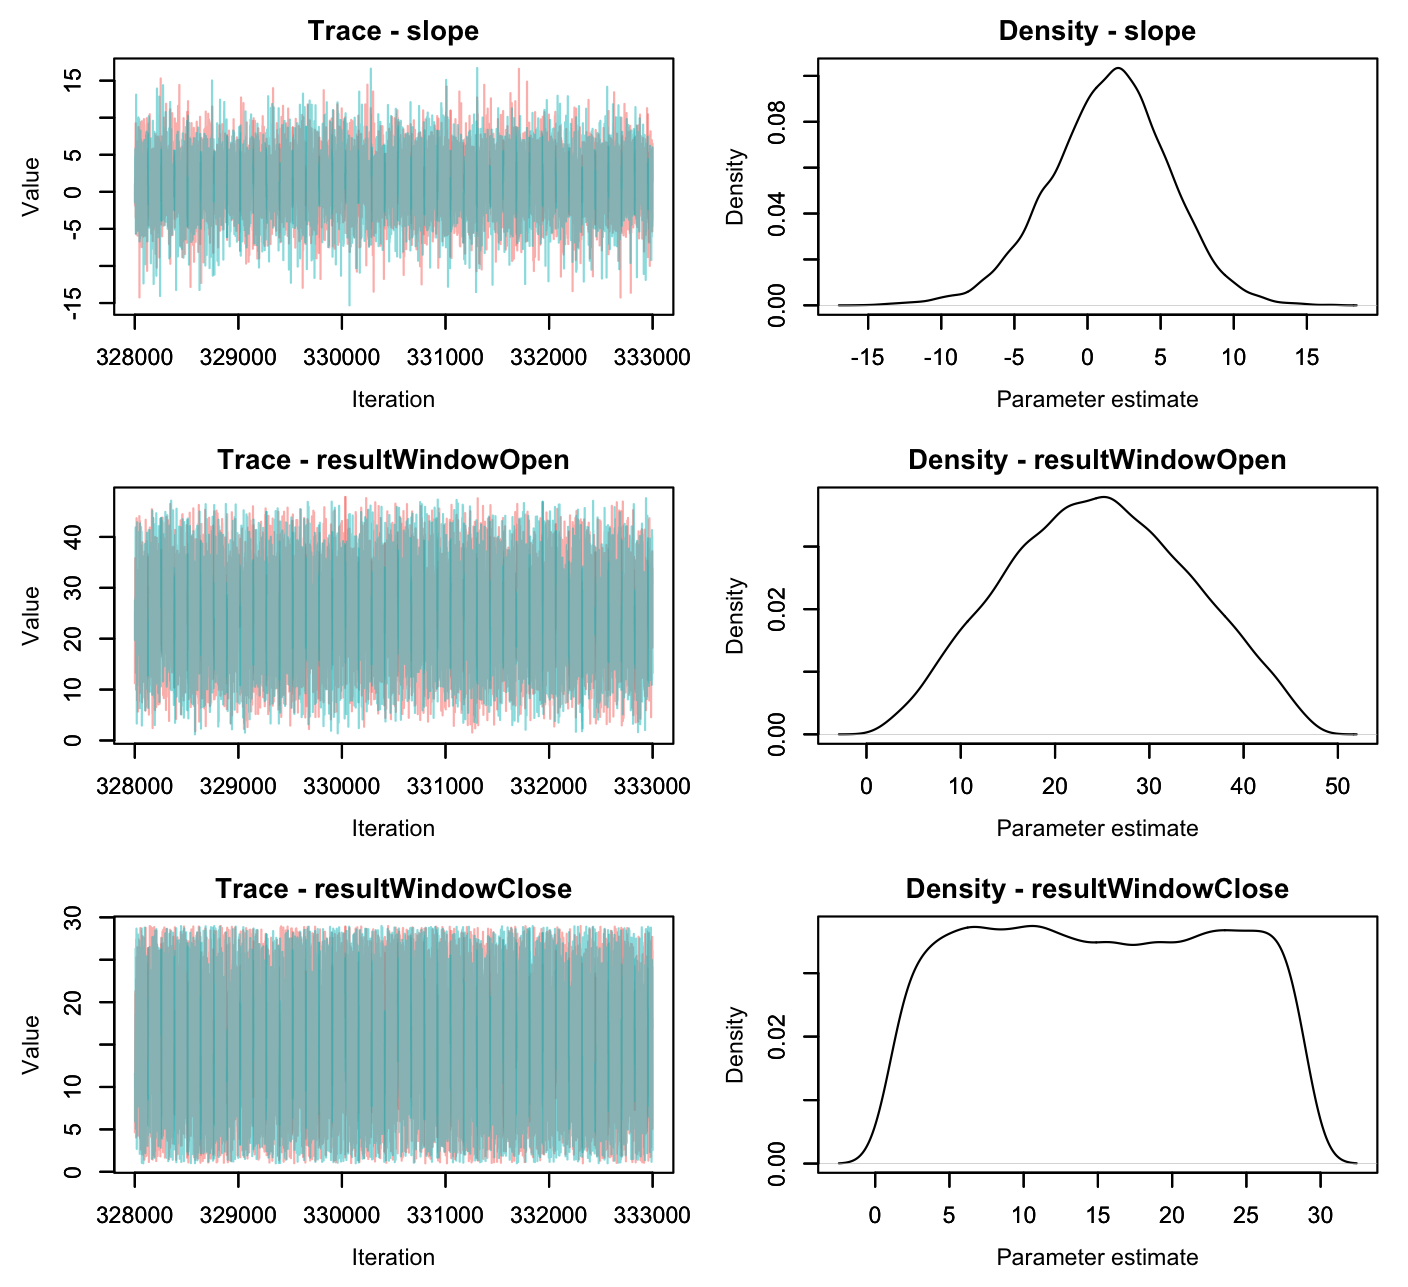 Trace - slope
Value
15
5
0
-5
-15
328000 329000 330000 331000 332000 333000
Iteration
Density - slope
Density
0.08
0.04
0.00
-15 -10 -5 0 5 10 15
Parameter estimate
Trace - resultWindowOpen
Value
40
30
20
10
0
328000 329000 330000 331000 332000 333000
Iteration
Density - resultWindowOpen
Density
0.02
0.00
0 10 20 30 40 50
Parameter estimate
Trace - resultWindowClose
Value
30
20
10
5
0
328000 329000 330000 331000 332000 333000
Iteration
Density - resultWindowClose
Density
0.02
0.00
0 5 10 15 20 25 30
Parameter estimate